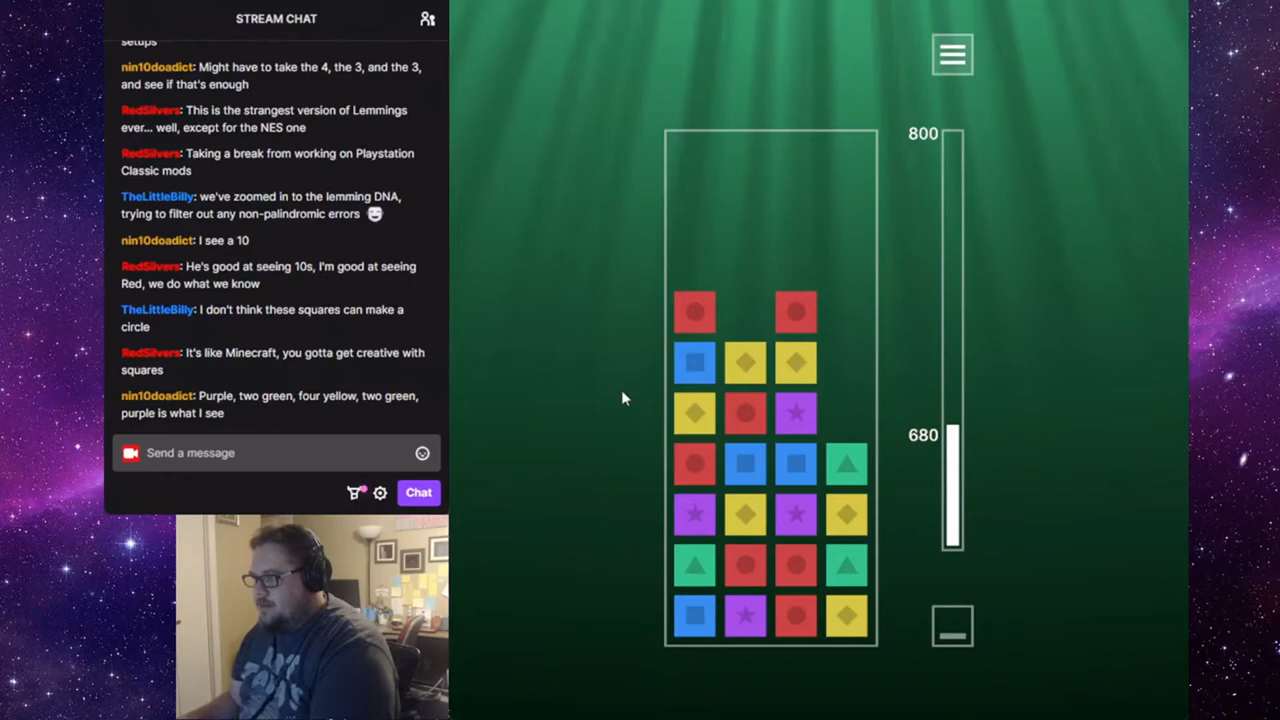 STREAM CHAT
setups
nin10doadict: Might have to take the 4, the 3, and the 3,
and see if that's enough
RedSilvers: This is the strangest version of Lemmings
ever... well, except for the NES one
RedSilvers: Taking a break from working on Playstation
Classic mods
TheLittleBilly: we've zoomed in to the lemming DNA,
trying to filter out any non-palindromic errors
nin10doadict: I see a 10
RedSilvers: He's good at seeing 10s, I'm good at seeing
Red, we do what we know
TheLittleBilly: I don't think these squares can make a
circle
RedSilvers: It's like Minecraft, you gotta get creative with
squares
nin10doadict: Purple, two green, four yellow, two green,
purple is what I see
Send a message
Chat
800
680